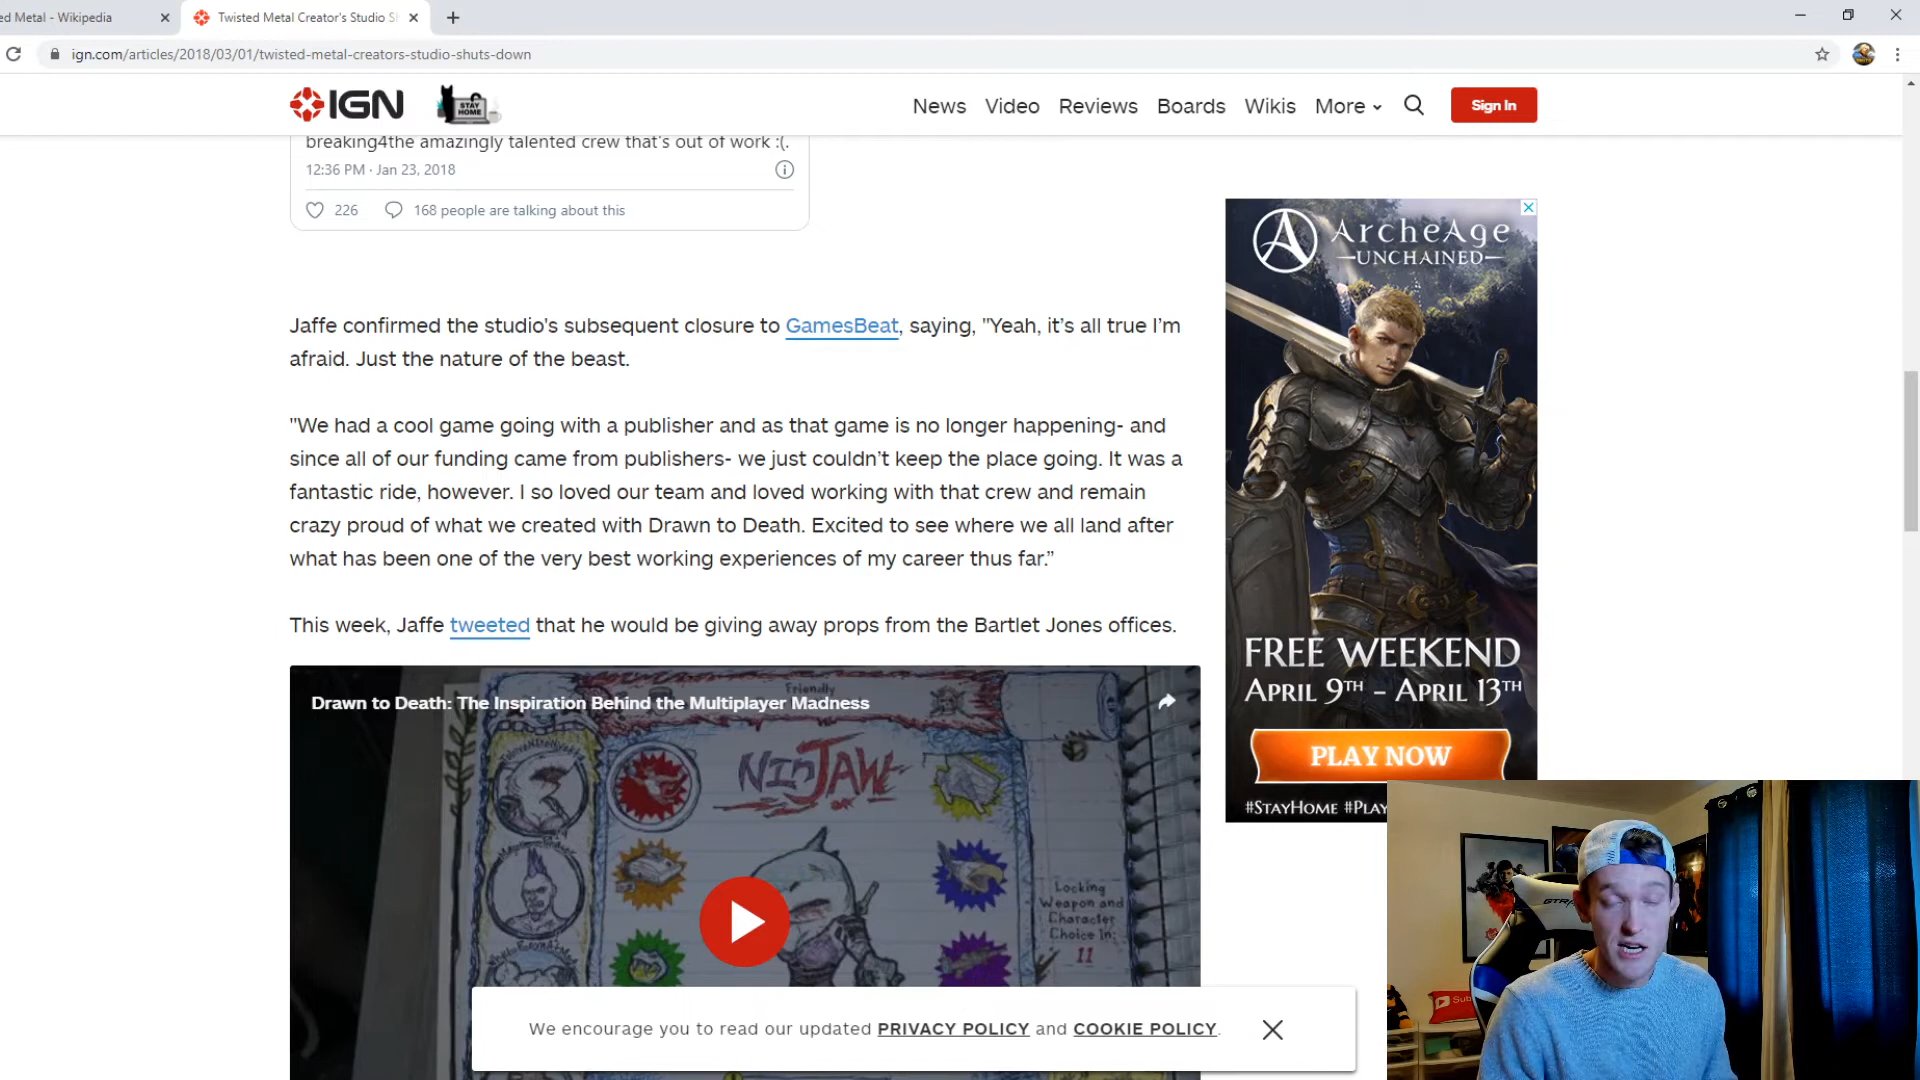 ed Metal - Wikipedia
Twisted Metal Creator's Studio S
ign.com/articles/2018/03/01/twisted-metal-creators-studio-shuts-down
IGN
STAY HOME
News Video Reviews Boards Wikis More
Sign In
breaking4the amazingly talented crew that's out of work :(.
12:36 PM · Jan 23, 2018
226 168 people are talking about this
Jaffe confirmed the studio's subsequent closure to GamesBeat, saying, "Yeah, it's all true I'm
afraid. Just the nature of the beast.
"We had a cool game going with a publisher and as that game is no longer happening- and
since all of our funding came from publishers- we just couldn't keep the place going. It was a
fantastic ride, however. I so loved our team and loved working with that crew and remain
crazy proud of what we created with Drawn to Death. Excited to see where we all land after
what has been one of the very best working experiences of my career thus far."
This week, Jaffe tweeted that he would be giving away props from the Bartlet Jones offices.
Drawn to Death: The Inspiration Behind the Multiplayer Madness
Friendly
NinJAW
Locking
Weapon and
Character
Choice In:
11
We encourage you to read our updated PRIVACY POLICY and COOKIE POLICY.
ArcheAge
UNCHAINED
FREE WEEKEND
APRIL 9TH – APRIL 13TH
PLAY NOW
#STAYHOME #PLAY